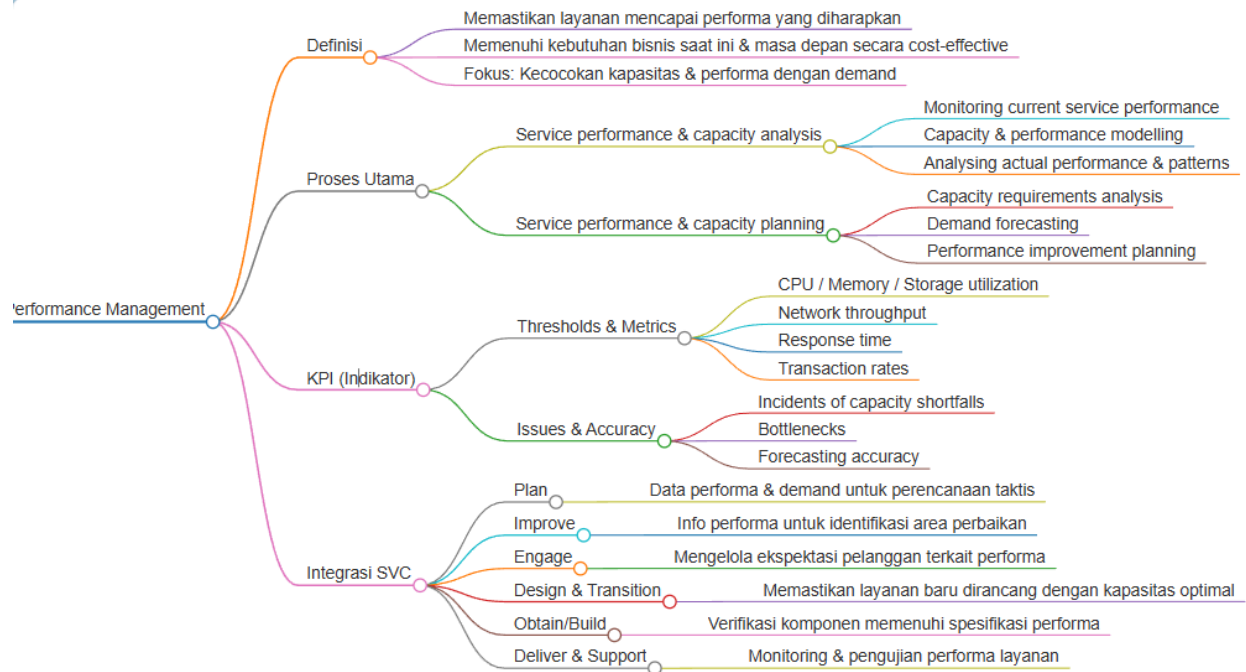 Performance Management
Definisi
Memastikan layanan mencapai performa yang diharapkan
Memenuhi kebutuhan bisnis saat ini & masa depan secara cost-effective
Fokus: Kecocokan kapasitas & performa dengan demand
Proses Utama
Service performance & capacity analysis
Monitoring current service performance
Capacity & performance modelling
Analysing actual performance & patterns
Service performance & capacity planning
Capacity requirements analysis
Demand forecasting
Performance improvement planning
KPI (Indikator)
Thresholds & Metrics
CPU / Memory / Storage utilization
Network throughput
Response time
Transaction rates
Issues & Accuracy
Incidents of capacity shortfalls
Bottlenecks
Forecasting accuracy
Integrasi SVC
Plan
Data performa & demand untuk perencanaan taktis
Improve
Info performa untuk identifikasi area perbaikan
Engage
Mengelola ekspektasi pelanggan terkait performa
Design & Transition
Memastikan layanan baru dirancang dengan kapasitas optimal
Obtain/Build
Verifikasi komponen memenuhi spesifikasi performa
Deliver & Support
Monitoring & pengujian performa layanan